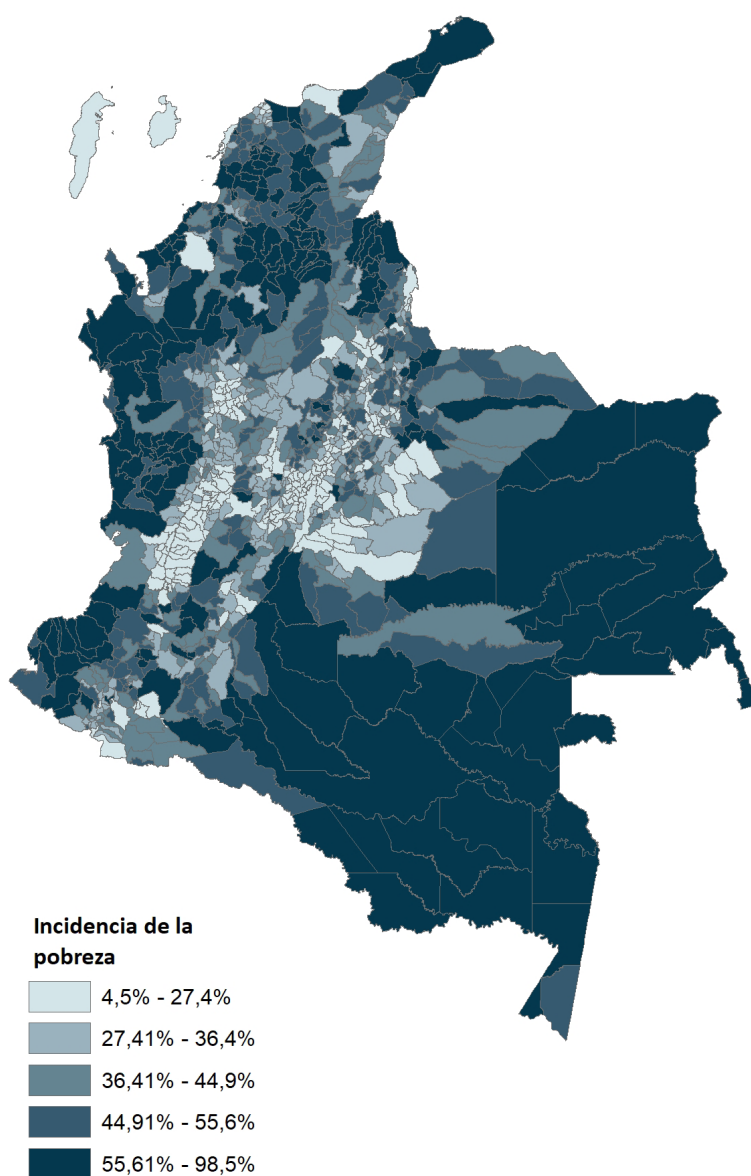 Incidencia de la
pobreza
4,5% - 27,4%
27,41% - 36,4%
36,41% - 44,9%
44,91% - 55,6%
55,61% - 98,5%